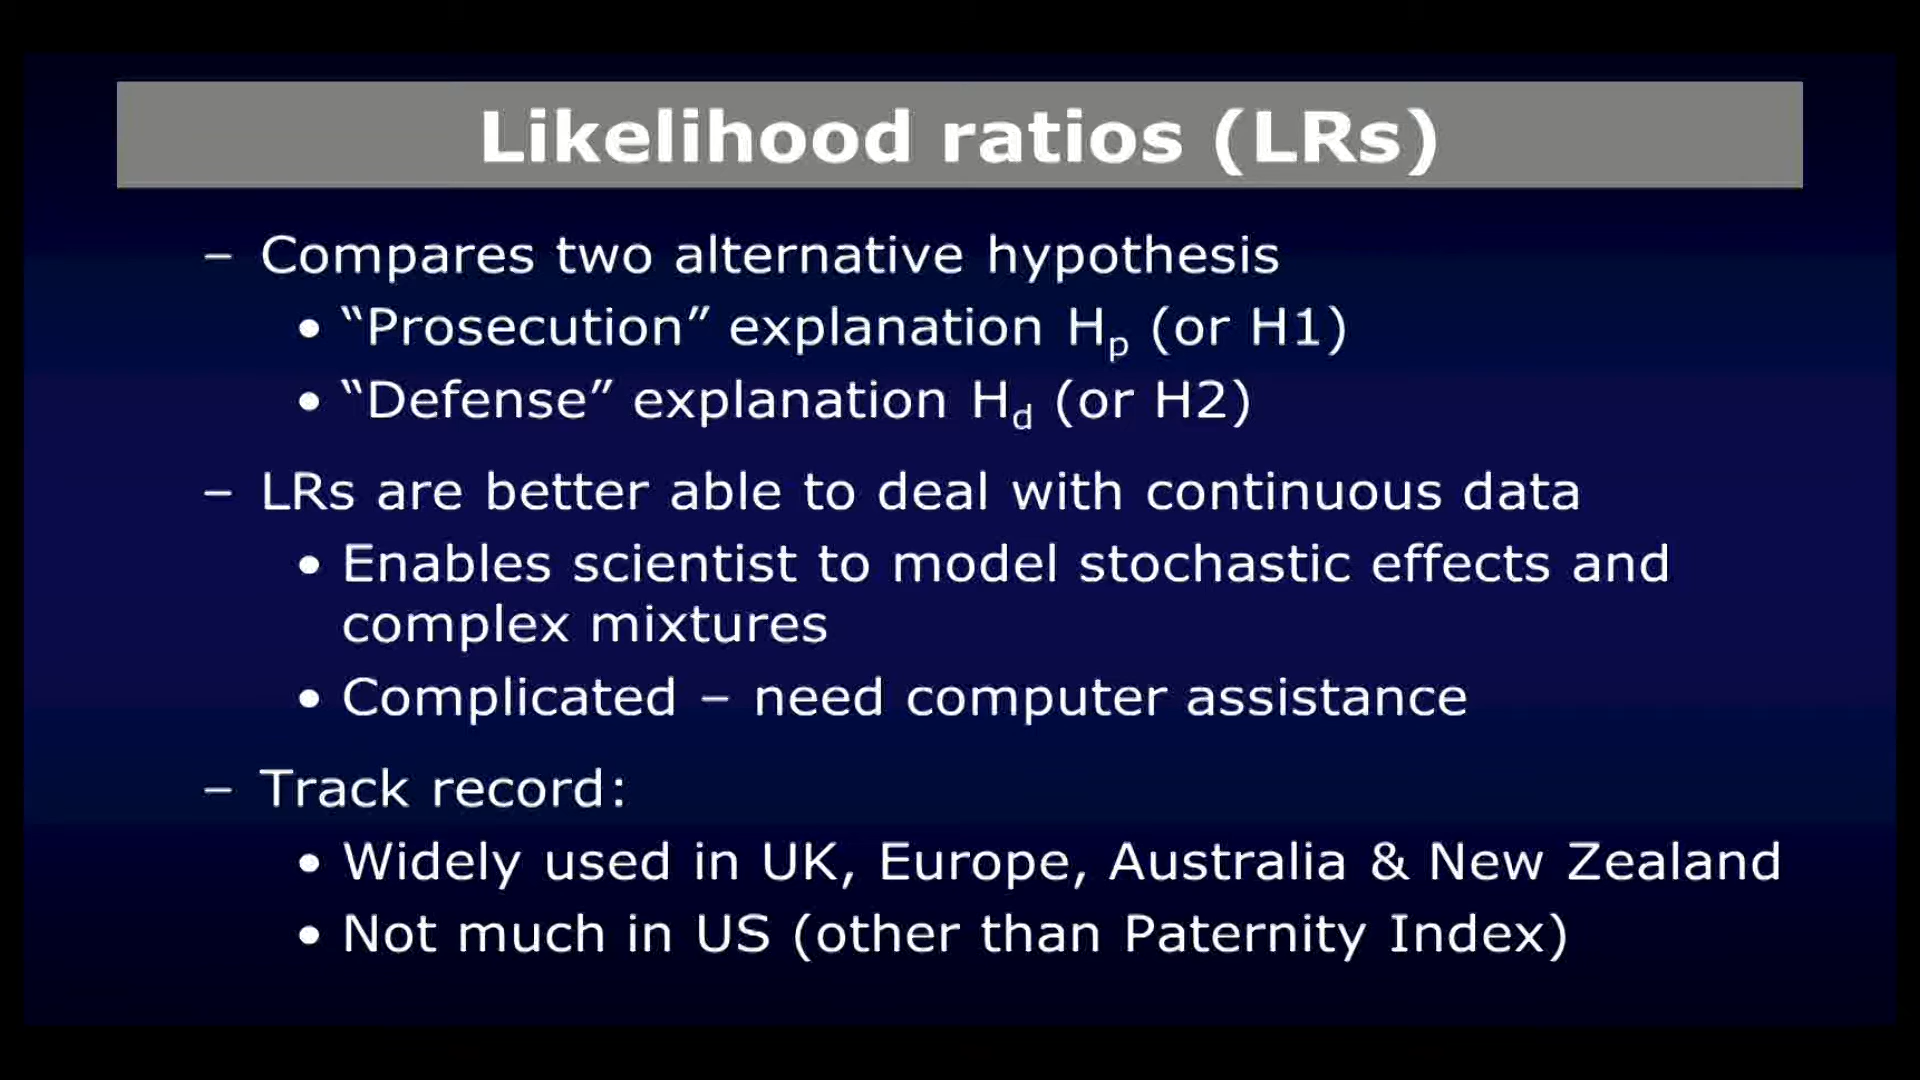 Likelihood ratios (LRs)
– Compares two alternative hypothesis
• “Prosecution” explanation Hp (or H1)
• “Defense” explanation Hd (or H2)
– LRs are better able to deal with continuous data
• Enables scientist to model stochastic effects and
complex mixtures
• Complicated – need computer assistance
– Track record:
• Widely used in UK, Europe, Australia & New Zealand
• Not much in US (other than Paternity Index)